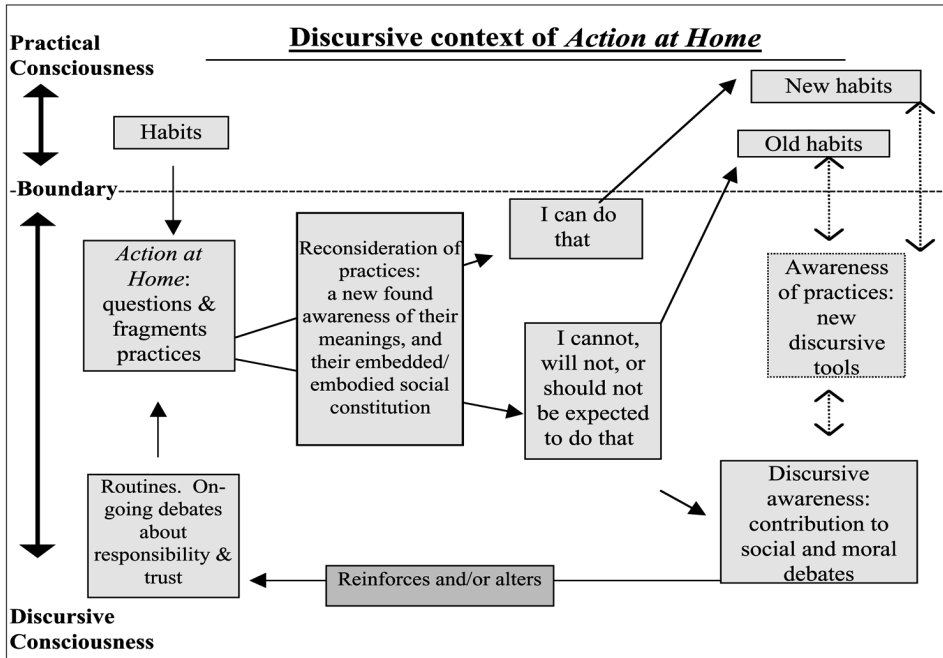 Discursive context of Action at Home
Practical
Consciousness
New habits
Habits
Old habits
-Boundary
I can do
that
Action at
Home:
questions &
fragments
practices
Reconsideration of
practices:
a new found
awareness of their
meanings, and
their embedded/
embodied social
constitution
Awareness
of practices:
new
discursive
tools
I cannot,
will not, or
should not
be expected
to do that
Routines. On-
going debates
about
responsibility &
trust
Discursive
awareness:
contribution to
social and moral
debates
Reinforces and/or alters
Discursive
Consciousness